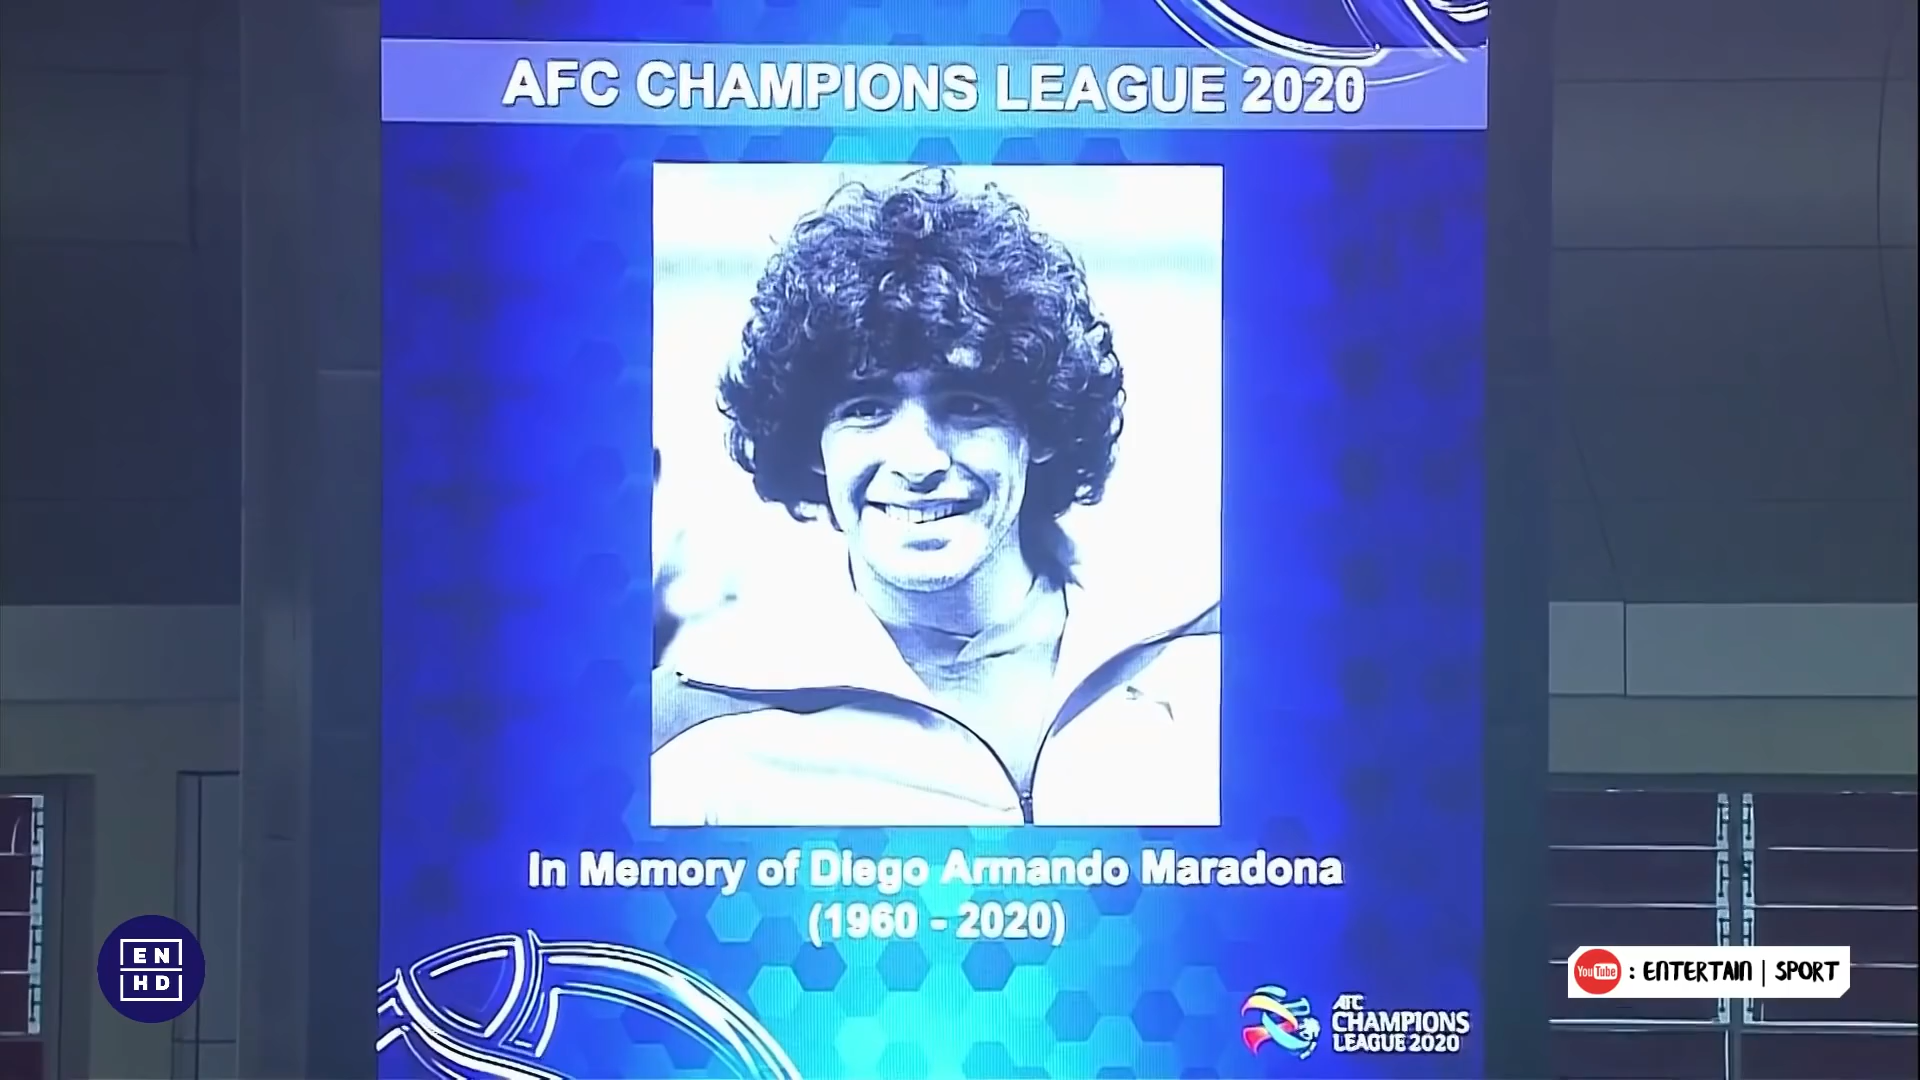 AFC CHAMPIONS LEAGUE 2020
In Memory of Diego Armando Maradona
(1960 - 2020)
EN
HD
YouTube : ENTERTAIN | SPORT
AFC
CHAMPIONS
LEAGUE 2020